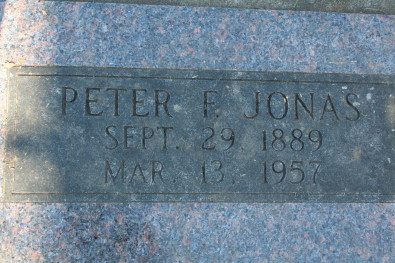 PETER F. JONAS
SEPT. 29, 1889
MAR. 13, 1957